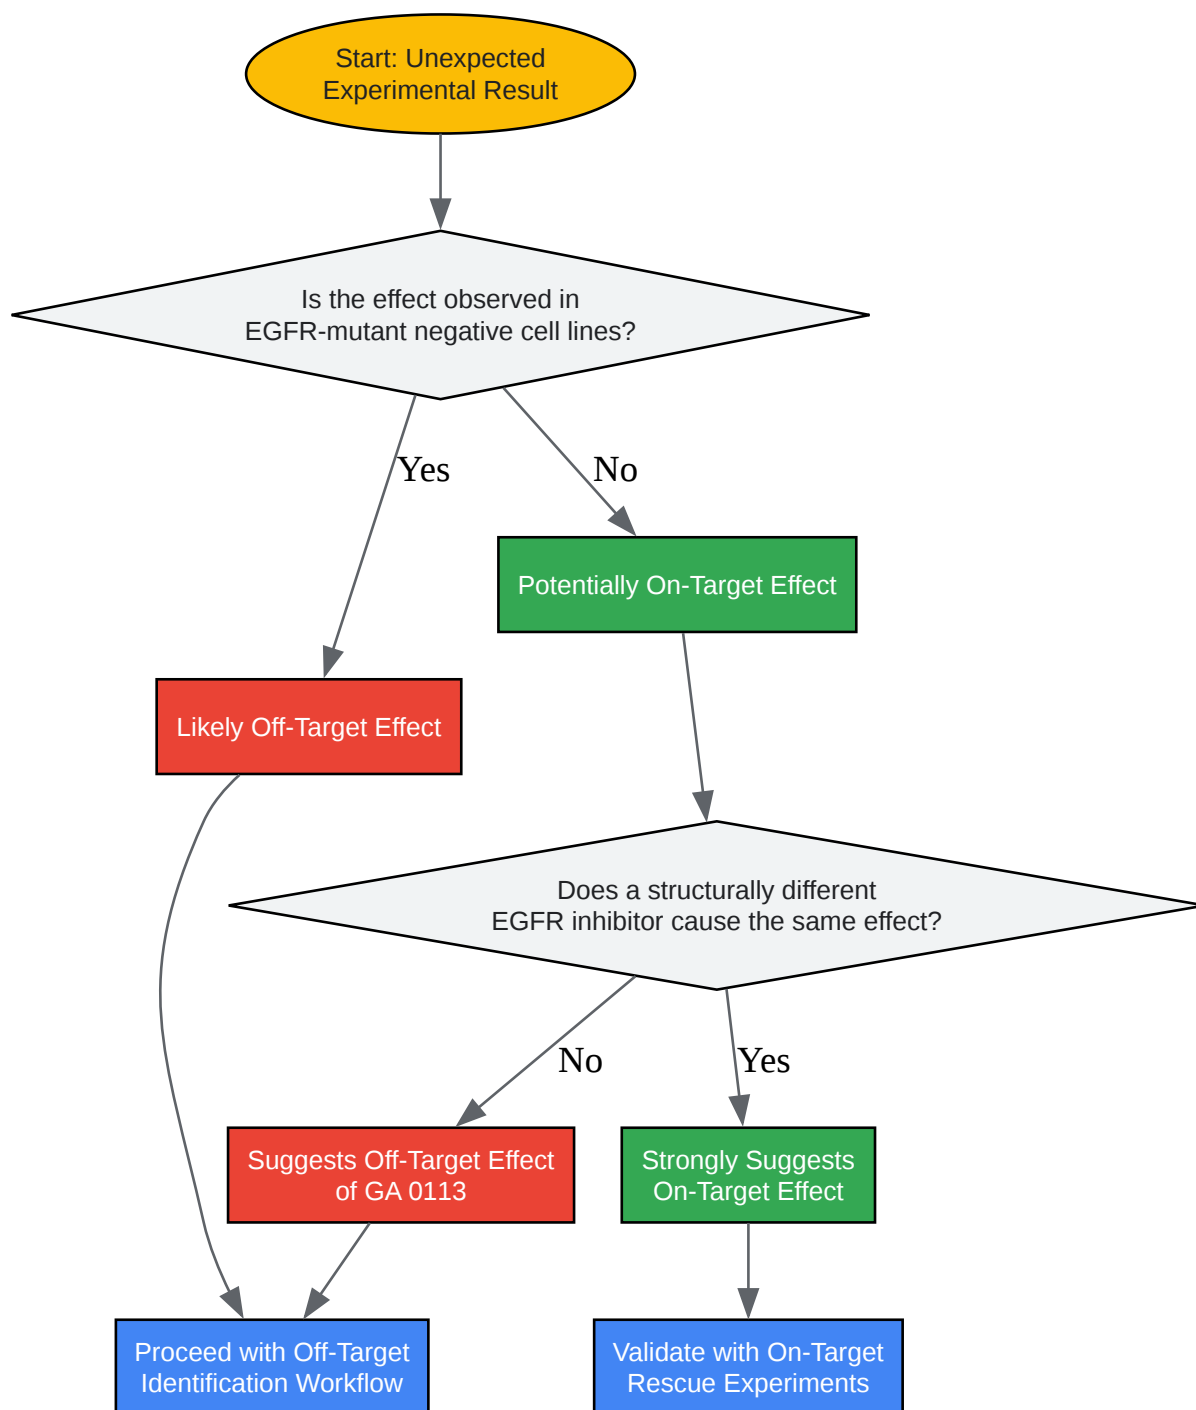 Start: Unexpected
Experimental Result
Is the effect observed in
EGFR-mutant negative cell lines?
Yes
No
Potentially On-Target Effect
Likely Off-Target Effect
Does a structurally different
EGFR inhibitor cause the same effect?
No
Yes
Suggests Off-Target Effect
of GA 0113
Strongly Suggests
On-Target Effect
Proceed with Off-Target
Identification Workflow
Validate with On-Target
Rescue Experiments